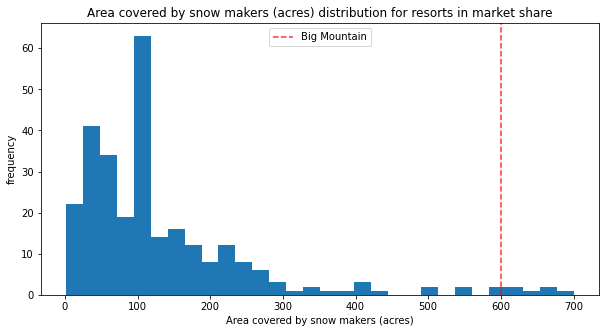 Area covered by snow makers (acres) distribution for resorts in market share
Big Mountain
frequency
60
50
40
30
20
10
0
0 100 200 300 400 500 600 700
Area covered by snow makers (acres)